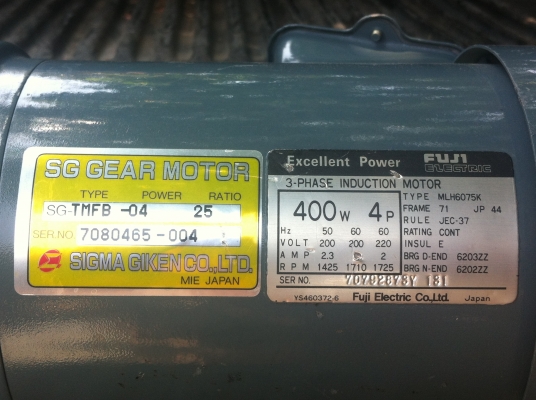 SG GEAR MOTOR
TYPE POWER RATIO
SG-TMFB -04 25
SER.NO. 7080465-004
SIGMA GIKEN CO.,LTD.
MIE JAPAN
Excellent Power FUJI ELECTRIC
3-PHASE INDUCTION MOTOR
400W 4P
Hz 50 60 60
VOLT 200 200 220
AMP 2.3 2
RPM 1425 1710 1725
TYPE MLH6075K
FRAME 71 JP 44
RULE JEC-37
RATING CONT
INSUL E
BRG D-END 6203ZZ
BRG N-END 6202ZZ
SER NO. 70792873Y 131
YS460372-6 Fuji Electric Co.,Ltd. Japan